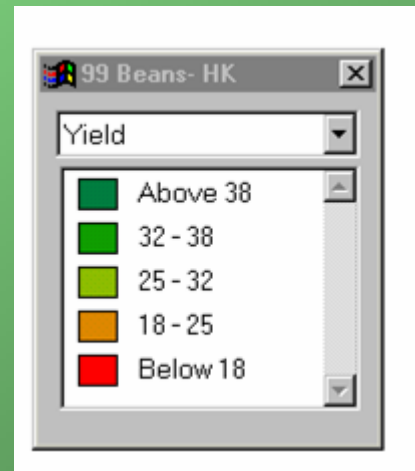 99 Beans- HK
Yield
Above 38
32 - 38
25 - 32
18 - 25
Below 18